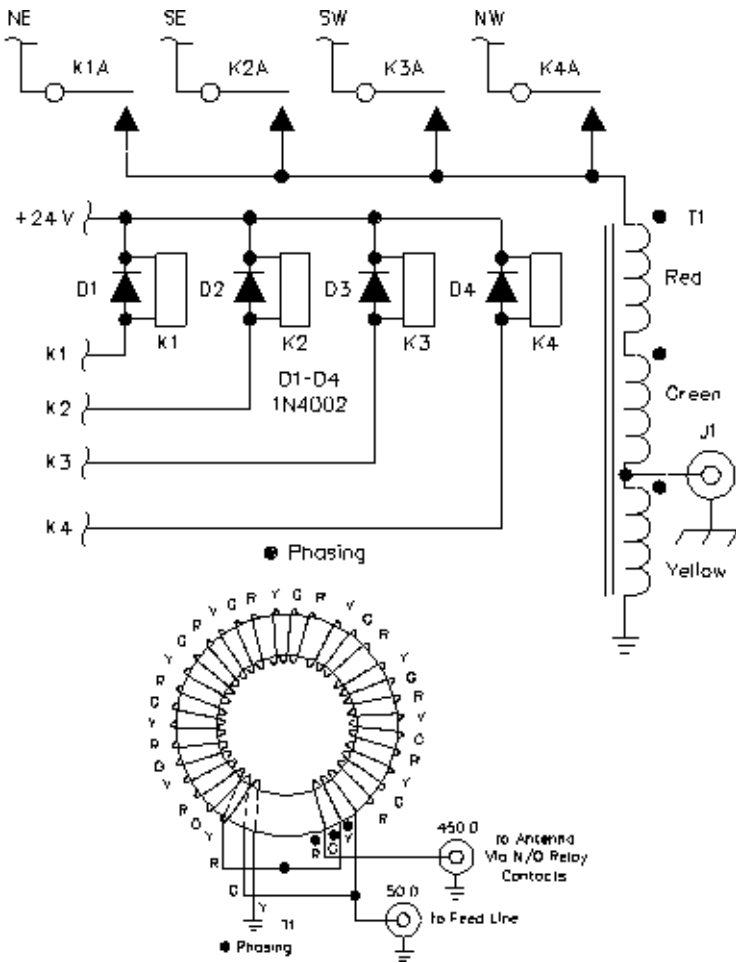 NE SE SW NW
K1A K2A K3A K4A
+24V
T1
Red
D1 D2 D3 D4
K1 K2 K3 K4
K1
D1-D4
1N4002
Green
K2
J1
K3
K4
Yellow
Phasing
Y G R Y G R Y G R Y G R
450 Ω
to Antenna
Via N/O Relay
Contacts
R G Y
R
G
Y
50 Ω
to Feed Line
T1
Phasing